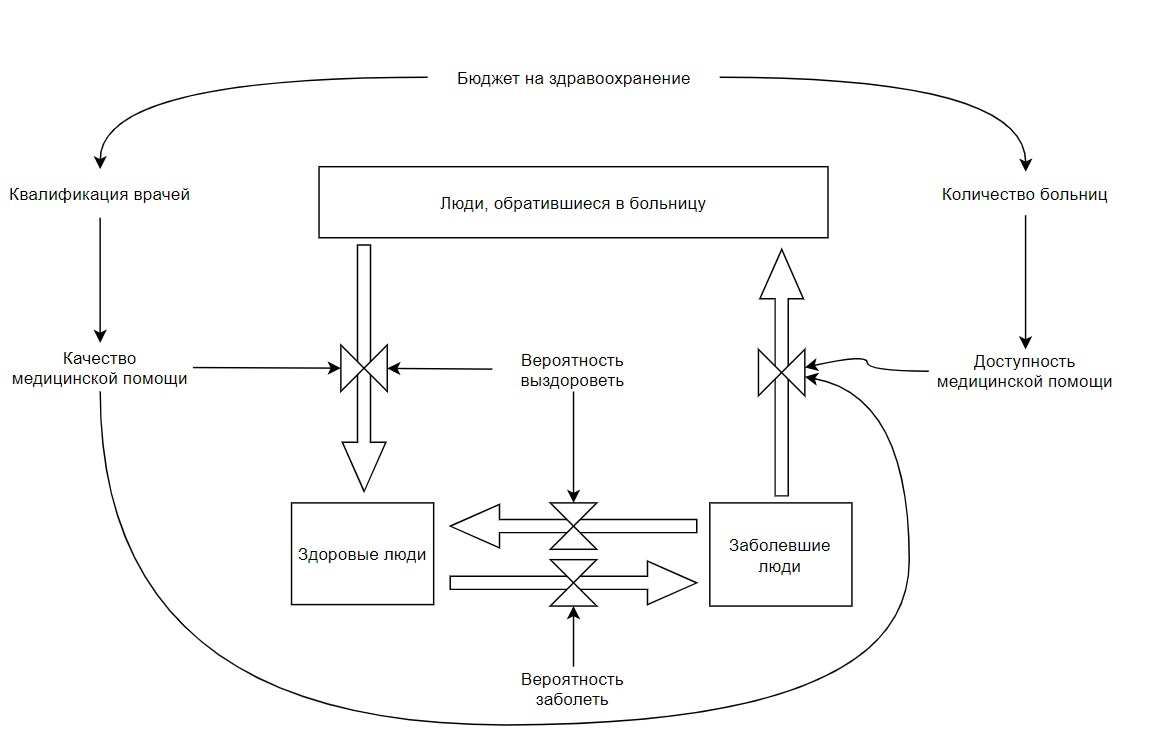 Бюджет на здравоохранение
Квалификация врачей
Люди, обратившиеся в больницу
Количество больниц
Качество
медицинской помощи
Вероятность
выздороветь
Доступность
медицинской помощи
Здоровые люди
Заболевшие
люди
Вероятность
заболеть